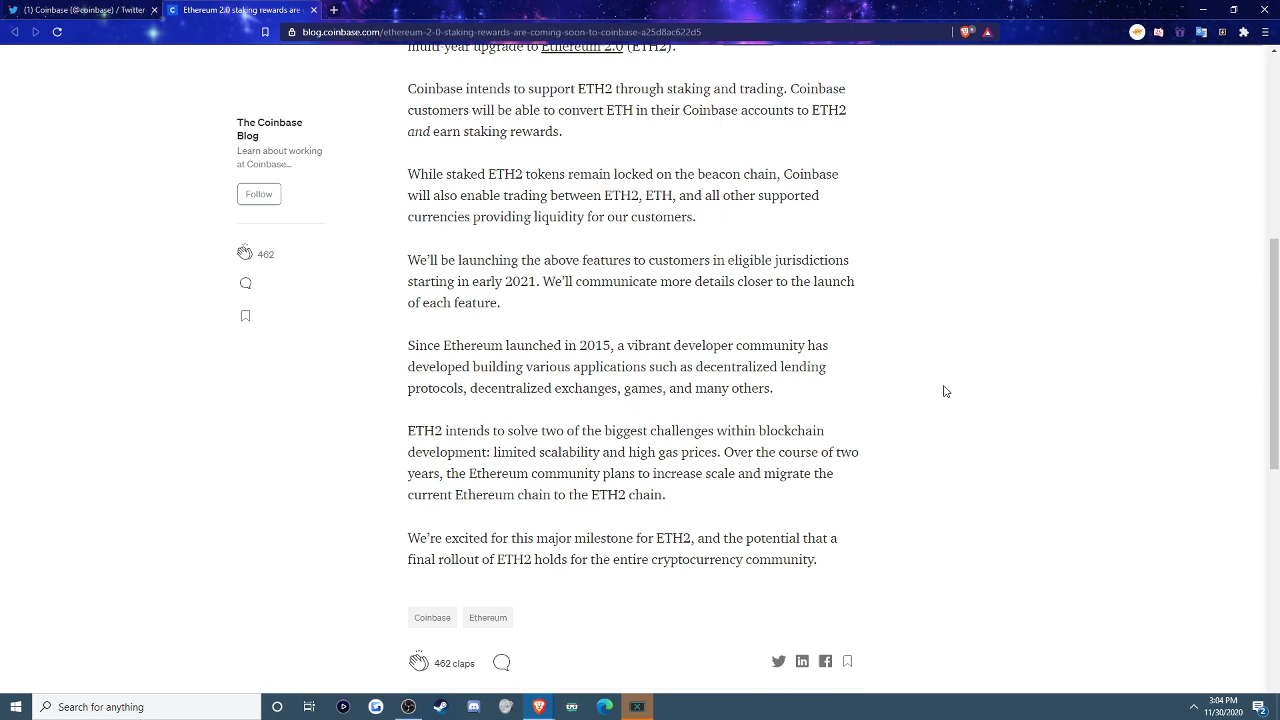 (1) Coinbase (@coinbase) / Twitter
Ethereum 2.0 staking rewards are
blog.coinbase.com/ethereum-2-0-staking-rewards-are-coming-soon-to-coinbase-a25d8ac622d5
multi-year upgrade to Ethereum 2.0 (ETH2).
Coinbase intends to support ETH2 through staking and trading. Coinbase
customers will be able to convert ETH in their Coinbase accounts to ETH2
and earn staking rewards.
The Coinbase
Blog
Learn about working
at Coinbase...
Follow
462
While staked ETH2 tokens remain locked on the beacon chain, Coinbase
will also enable trading between ETH2, ETH, and all other supported
currencies providing liquidity for our customers.
We'll be launching the above features to customers in eligible jurisdictions
starting in early 2021. We'll communicate more details closer to the launch
of each feature.
Since Ethereum launched in 2015, a vibrant developer community has
developed building various applications such as decentralized lending
protocols, decentralized exchanges, games, and many others.
ETH2 intends to solve two of the biggest challenges within blockchain
development: limited scalability and high gas prices. Over the course of two
years, the Ethereum community plans to increase scale and migrate the
current Ethereum chain to the ETH2 chain.
We're excited for this major milestone for ETH2, and the potential that a
final rollout of ETH2 holds for the entire cryptocurrency community.
Coinbase
Ethereum
462 claps
Search for anything
3:04 PM
11/30/2020
2